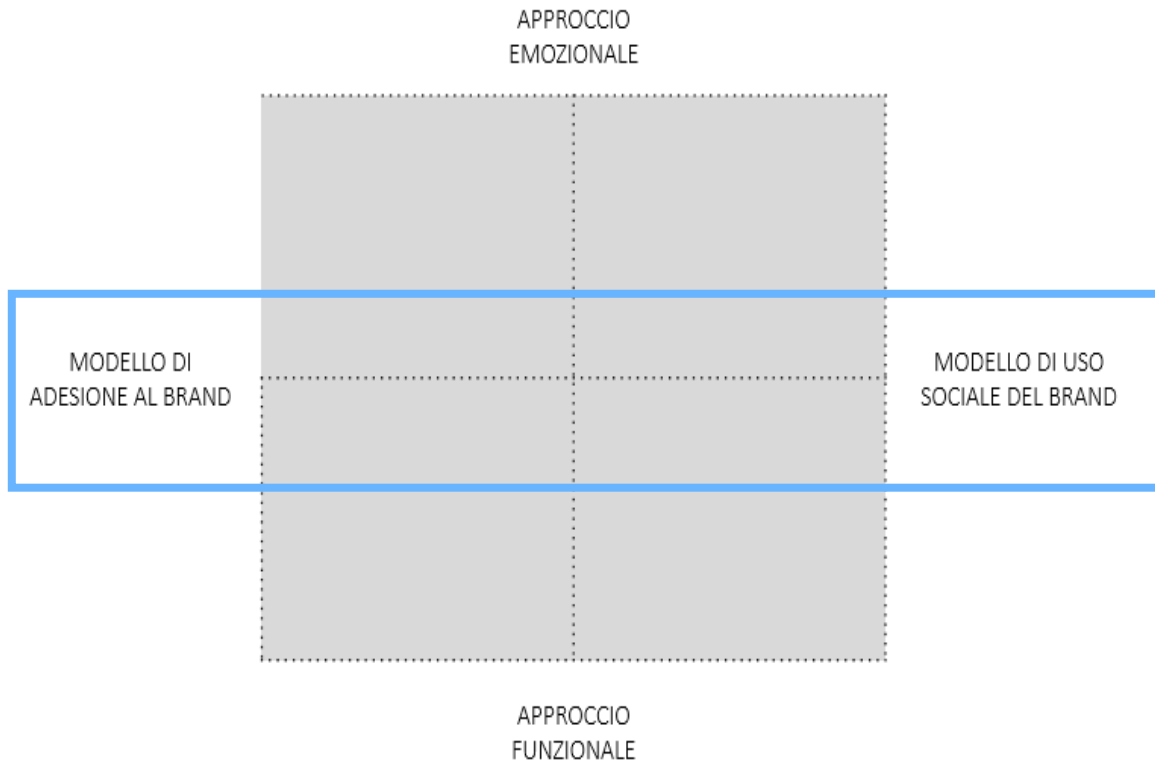 APPROCCIO
EMOZIONALE
MODELLO DI
ADESIONE AL BRAND
MODELLO DI USO
SOCIALE DEL BRAND
APPROCCIO
FUNZIONALE